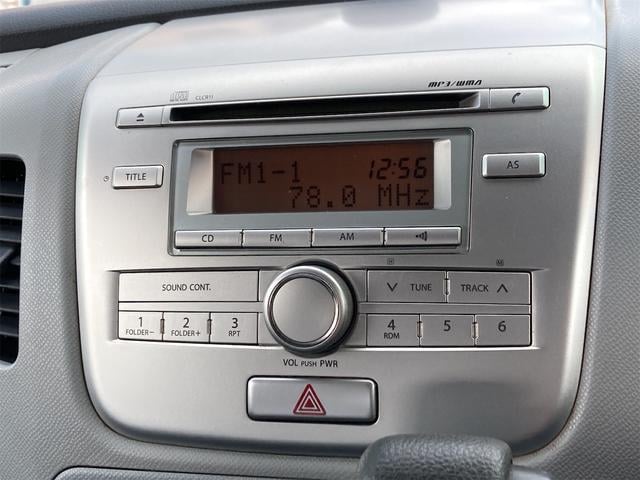 MP3/WMA
CLCR11
TITLE
FM1-1 12:56
78.0 MHz
AS
CD FM AM
SOUND CONT.
TUNE TRACK
1 2 3 4 5 6
FOLDER- FOLDER+ RPT RDM
VOL PUSH PWR